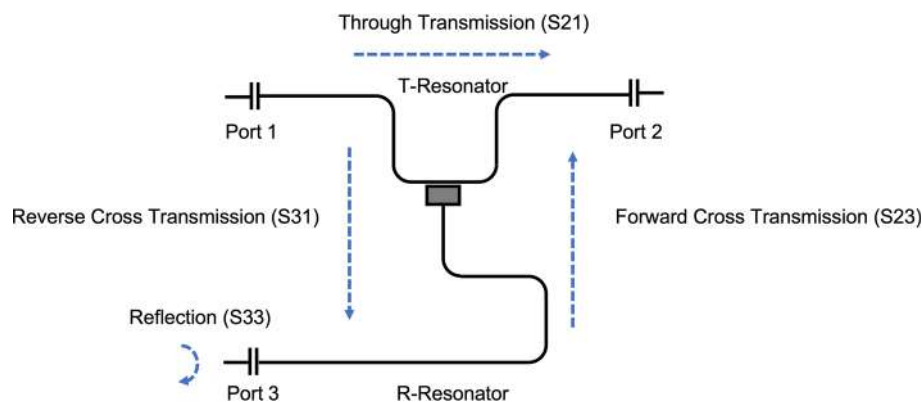 Through Transmission (S21)
T-Resonator
Port 1
Port 2
Reverse Cross Transmission (S31)
Forward Cross Transmission (S23)
Reflection (S33)
Port 3
R-Resonator